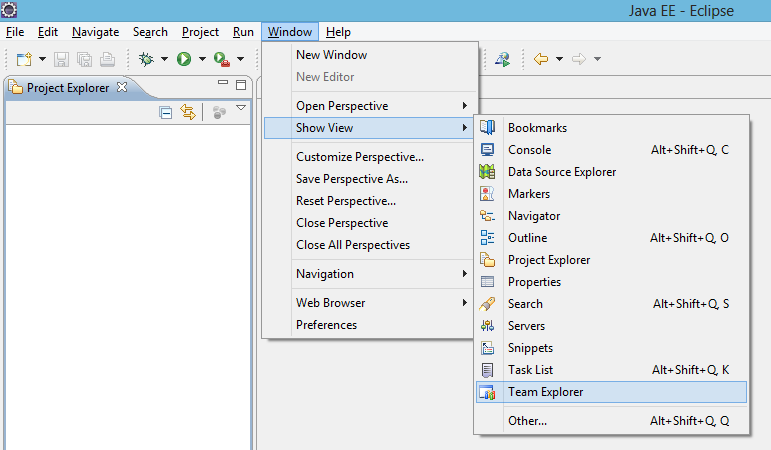 Java EE - Eclipse
File Edit Navigate Search Project Run Window Help
Project Explorer
New Window
New Editor
Open Perspective
Show View
Customize Perspective...
Save Perspective As...
Reset Perspective...
Close Perspective
Close All Perspectives
Navigation
Web Browser
Preferences
Bookmarks
Console Alt+Shift+Q, C
Data Source Explorer
Markers
Navigator
Outline Alt+Shift+Q, O
Project Explorer
Properties
Search Alt+Shift+Q, S
Servers
Snippets
Task List Alt+Shift+Q, K
Team Explorer
Other... Alt+Shift+Q, Q